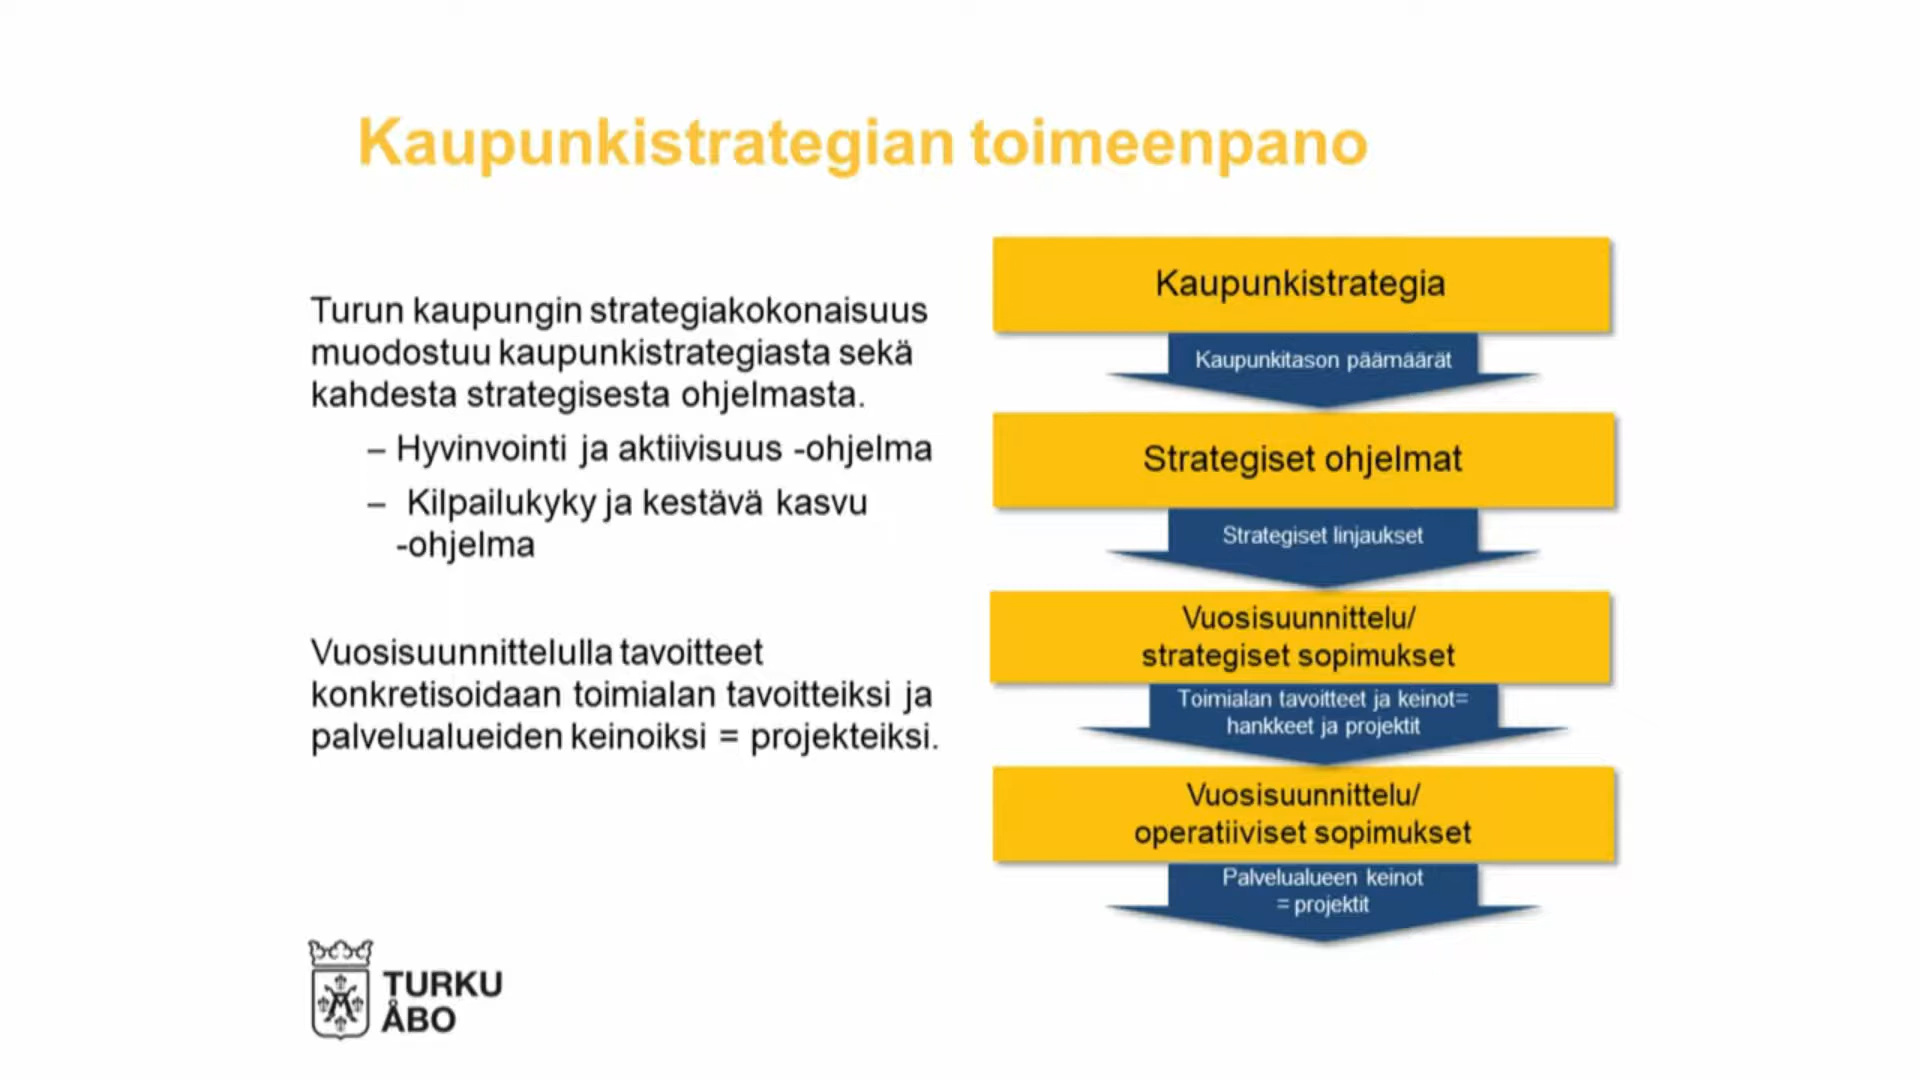 Kaupunkistrategian toimeenpano
Turun kaupungin strategiakokonaisuus
muodostuu kaupunkistrategiasta sekä
kahdesta strategisesta ohjelmasta.
– Hyvinvointi ja aktiivisuus -ohjelma
– Kilpailukyky ja kestävä kasvu
-ohjelma
Vuosisuunnittelulla tavoitteet
konkretisoidaan toimialan tavoitteiksi ja
palvelualueiden keinoiksi = projekteiksi.
Kaupunkistrategia
Kaupunkitason päämäärät
Strategiset ohjelmat
Strategiset linjaukset
Vuosisuunnittelu/
strategiset sopimukset
Toimialan tavoitteet ja keinot=
hankkeet ja projektit
Vuosisuunnittelu/
operatiiviset sopimukset
Palvelualueen keinot
= projektit
TURKU
ÅBO